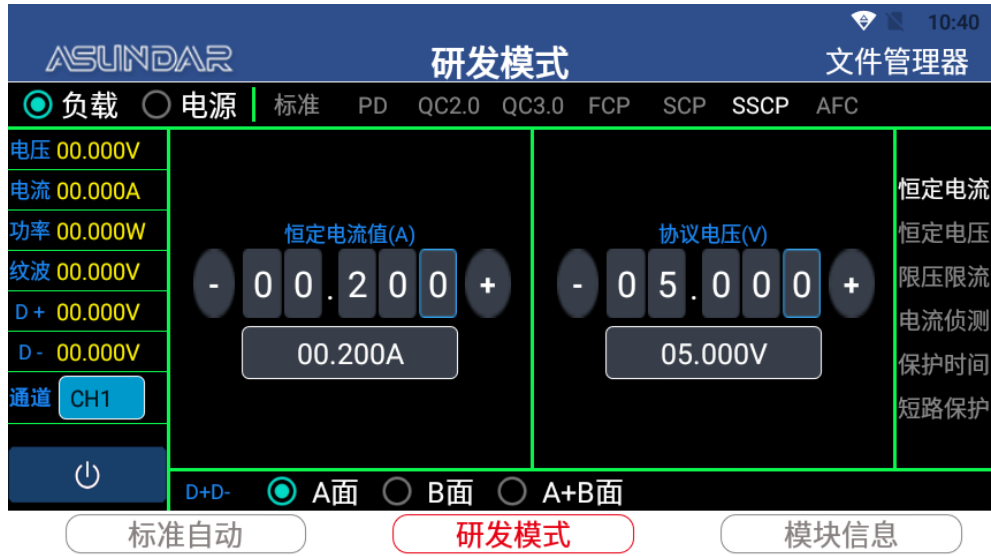 10:40
ASUNDAR 研发模式 文件管理器
负载 电源 标准 PD QC2.0 QC3.0 FCP SCP SSCP AFC
电压 00.000V
电流 00.000A
功率 00.000W
纹波 00.000V
D+ 00.000V
D- 00.000V
通道 CH1
恒定电流值(A)
- 0 0 . 2 0 0 +
00.200A
协议电压(V)
- 0 5 . 0 0 0 +
05.000V
恒定电流
恒定电压
限压限流
电流侦测
保护时间
短路保护
D+D- A面 B面 A+B面
标准自动 研发模式 模块信息